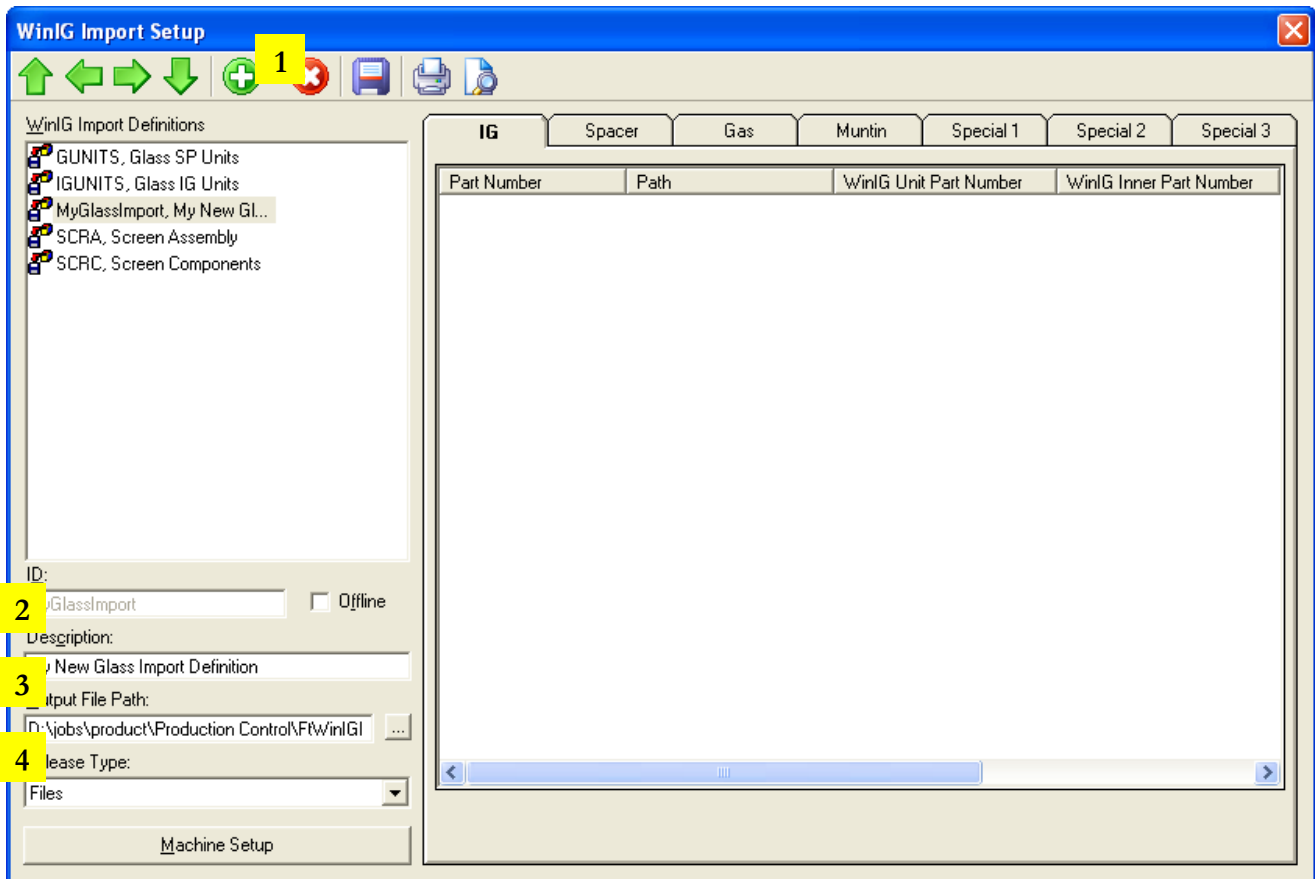 WinIG Import Setup
1
WinIG Import Definitions
GUNITS, Glass SP Units
IGUNITS, Glass IG Units
MyGlassImport, My New Gl...
SCRA, Screen Assembly
SCRC, Screen Components
ID:
2
yGlassImport
Offline
Description:
3
y New Glass Import Definition
utput File Path:
D:\jobs\product\Production Control\FtWinIGI
...
4
lease Type:
Files
Machine Setup
IG Spacer Gas Muntin Special 1 Special 2 Special 3
Part Number Path WinIG Unit Part Number WinIG Inner Part Number